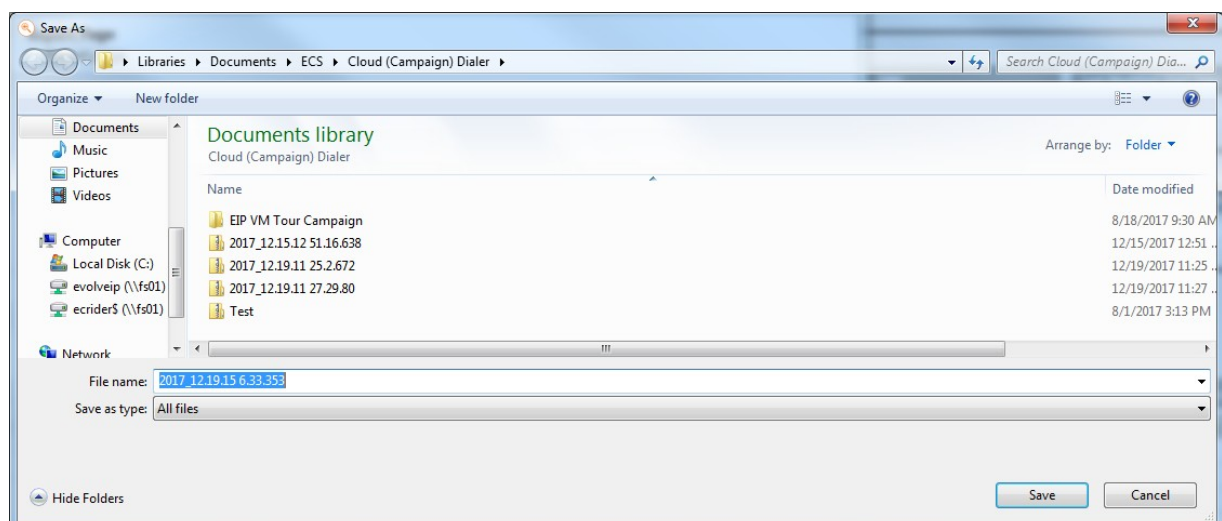 Save As
Libraries Documents ECS Cloud (Campaign) Dialer
Search Cloud (Campaign) Dia...
Organize New folder
Documents
Music
Pictures
Videos
Computer
Local Disk (C:)
evolveip (\\fs01)
ecrider$ (\\fs01)
Network
Documents library
Cloud (Campaign) Dialer
Arrange by: Folder
Name Date modified
EIP VM Tour Campaign 8/18/2017 9:30 AM
2017_12.15.12 51.16.638 12/15/2017 12:51 ..
2017_12.19.11 25.2.672 12/19/2017 11:25 ..
2017_12.19.11 27.29.80 12/19/2017 11:27 ..
Test 8/1/2017 3:13 PM
File name: 2017_12.19.15 6.33.353
Save as type: All files
Hide Folders
Save Cancel